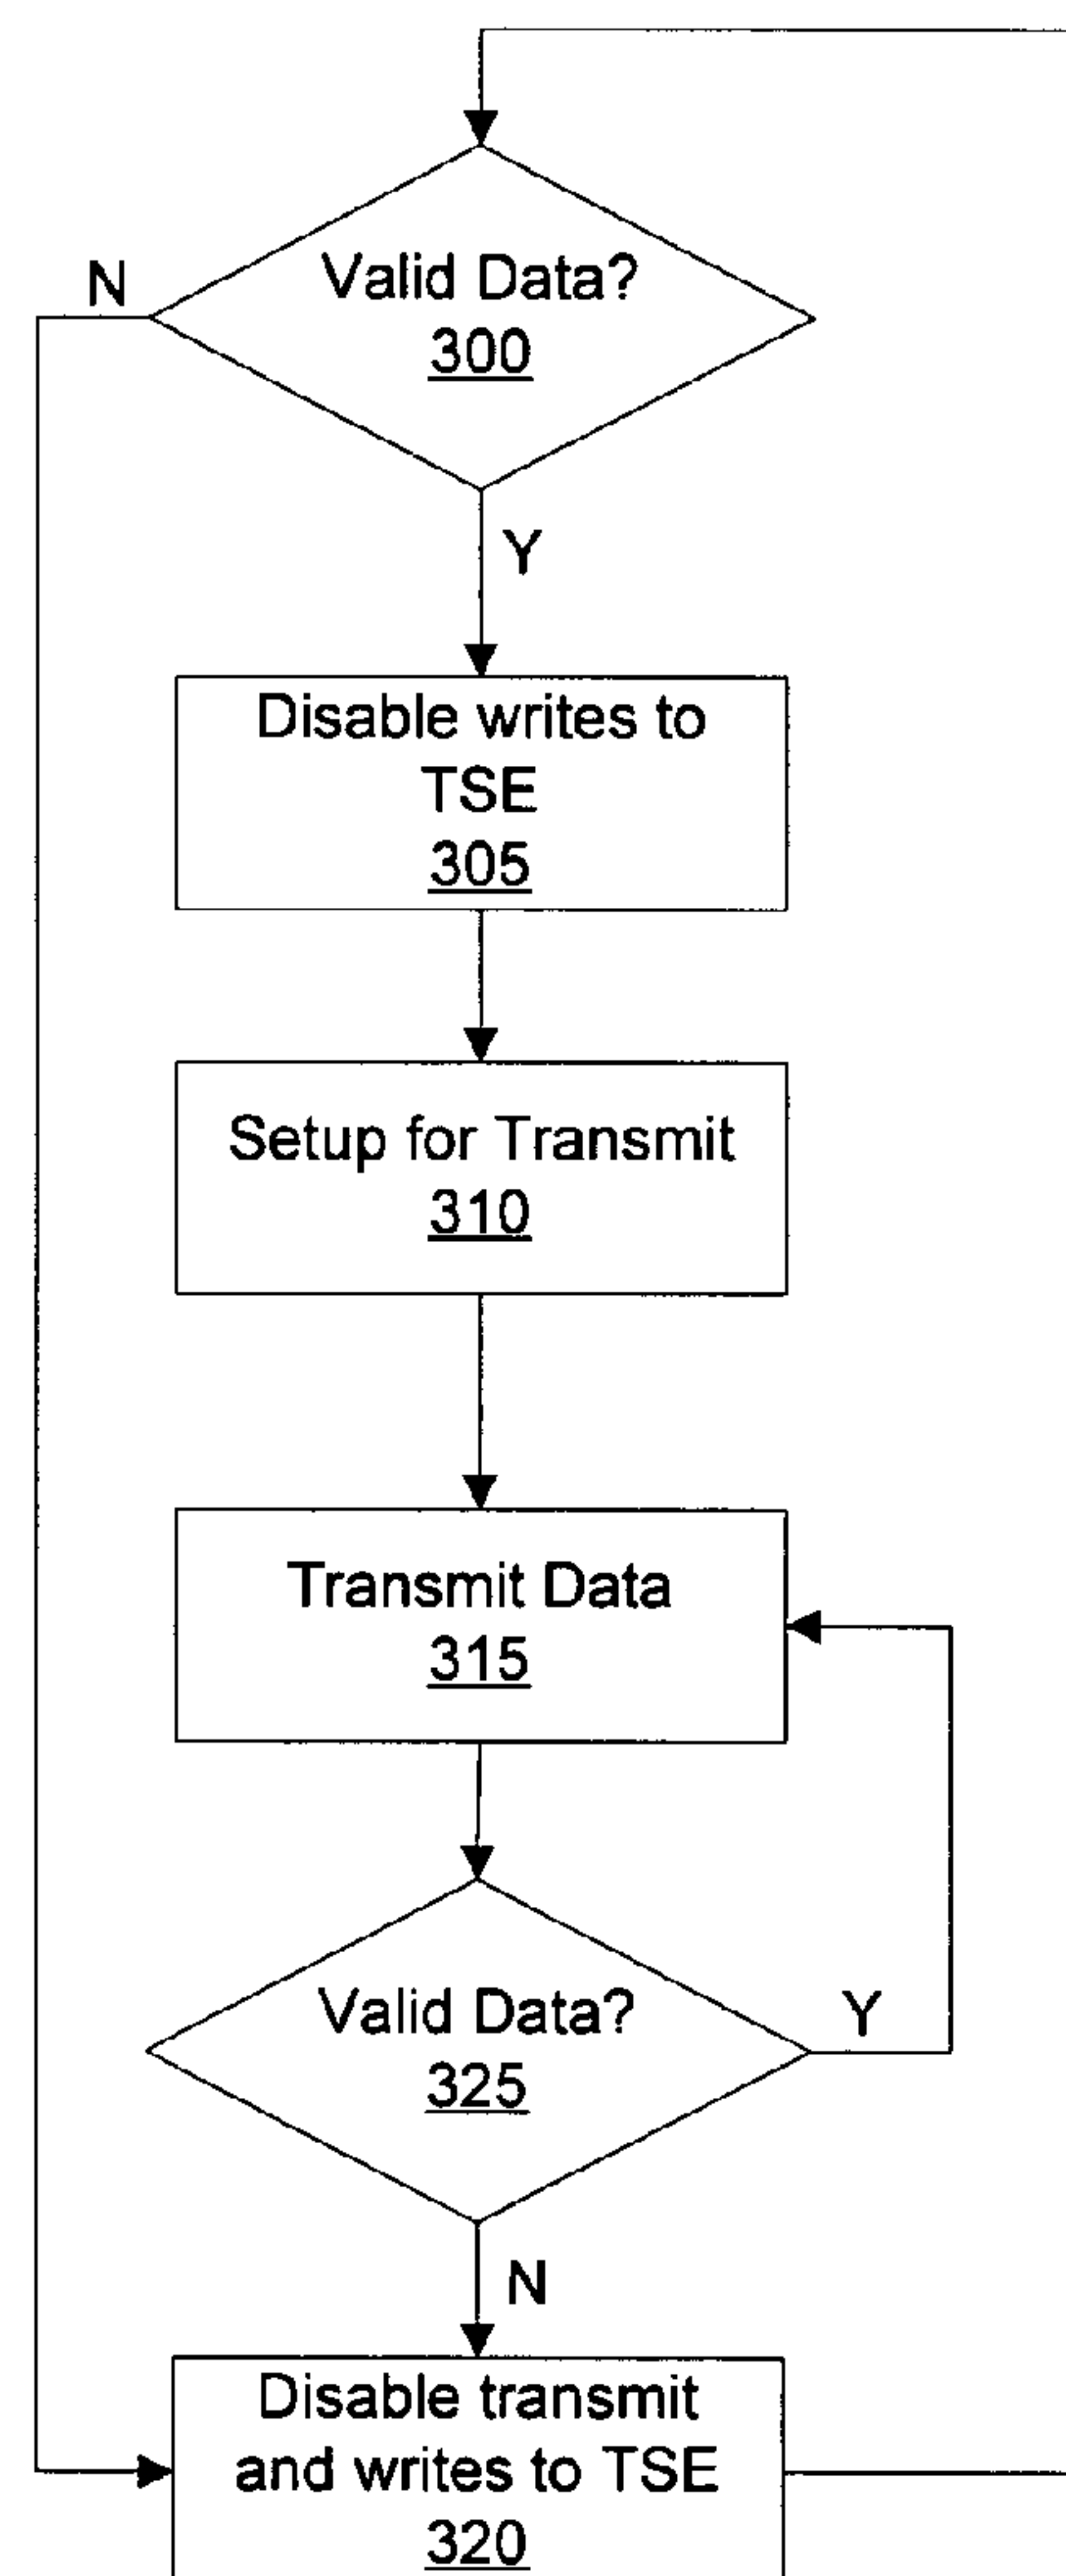 N
Valid Data?
300
Y
Disable writes to
TSE
305
Setup for Transmit
310
Transmit Data
315
Valid Data?
325
Y
N
Disable transmit
and writes to TSE
320